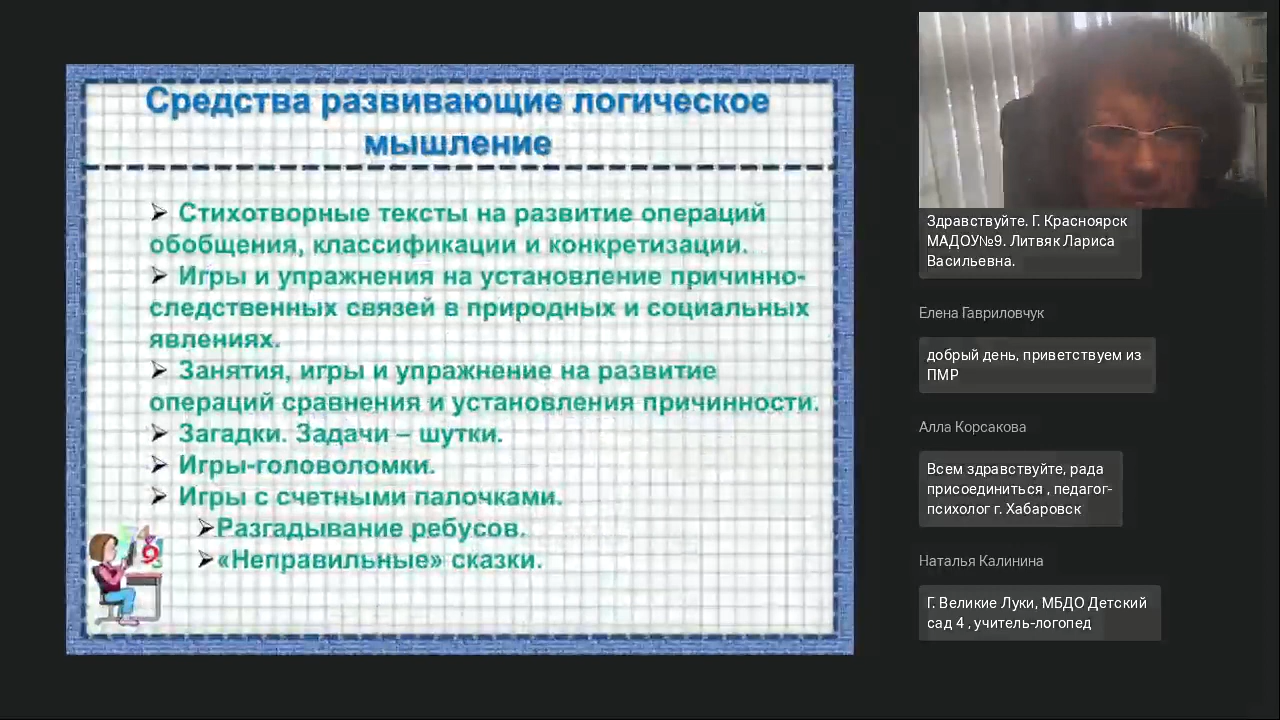 Средства развивающие логическое
мышление
➢ Стихотворные тексты на развитие операций
обобщения, классификации и конкретизации.
➢ Игры и упражнения на установление причинно-
следственных связей в природных и социальных
явлениях.
➢ Занятия, игры и упражнение на развитие
операций сравнения и установления причинности.
➢ Загадки. Задачи – шутки.
➢ Игры-головоломки.
➢ Игры с счетными палочками.
➢Разгадывание ребусов.
➢«Неправильные» сказки.
Здравствуйте. Г. Красноярск
МАДОУ№9. Литвяк Лариса
Васильевна.
Елена Гавриловчук
добрый день, приветствуем из
ПМР
Алла Корсакова
Всем здравствуйте, рада
присоединиться , педагог-
психолог г. Хабаровск
Наталья Калинина
Г. Великие Луки, МБДО Детский
сад 4 , учитель-логопед